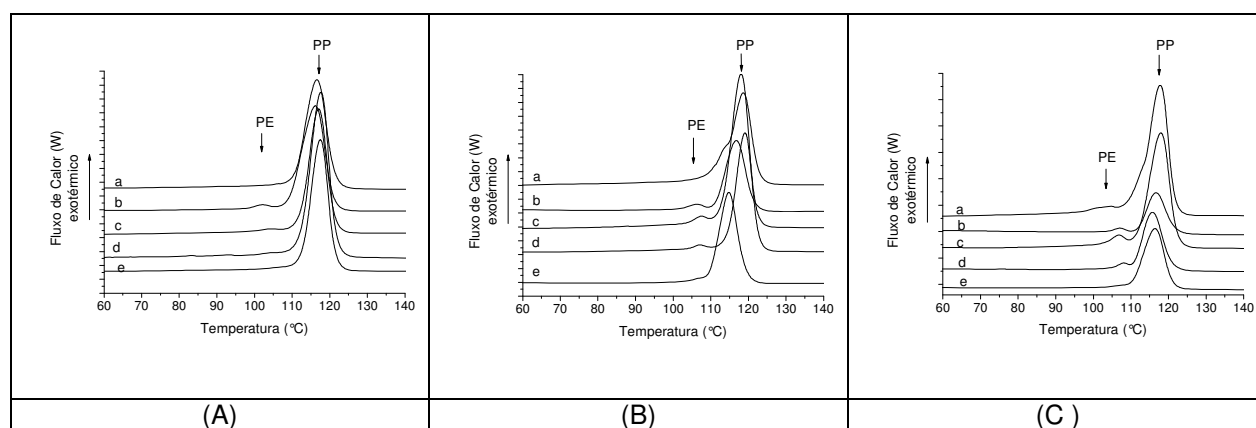 PP
PE
Fluxo de Calor (W)
exotérmico
a
b
c
d
e
60 70 80 90 100 110 120 130 140
Temperatura (°C)
(A)
PP
PE
Fluxo de Calor (W)
exotérmico
a
b
c
d
e
60 70 80 90 100 110 120 130 140
Temperatura (°C)
(B)
PP
PE
Fluxo de Calor (W)
exotérmico
a
b
c
d
e
60 70 80 90 100 110 120 130 140
Temperatura (°C)
(C )